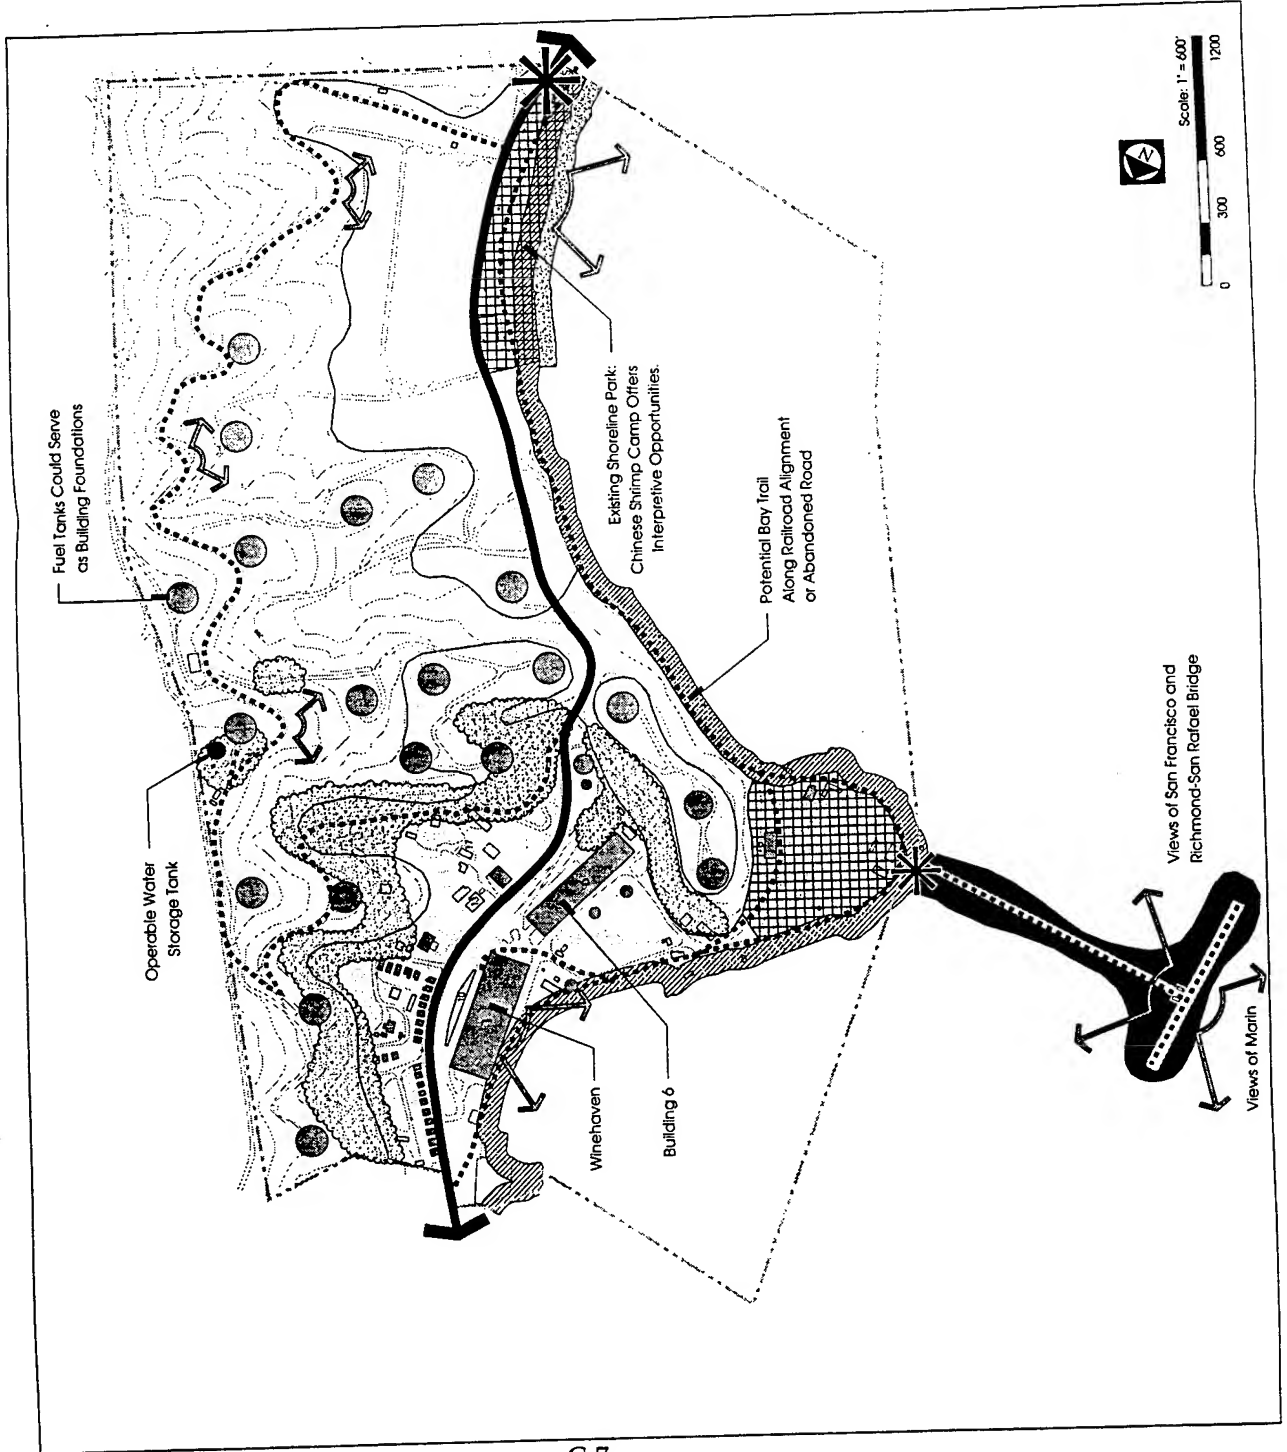 Fuel Tanks Could Serve
as Building Foundations
Operable Water
Storage Tank
Existing Shoreline Park:
Chinese Shrimp Camp Offers
Interpretive Opportunities.
Potential Bay Trail
Along Railroad Alignment
or Abandoned Road
Winehaven
Building 6
Views of San Francisco and
Richmond-San Rafael Bridge
Views of Marin
N
Scale: 1" = 600'
0 300 600 1200